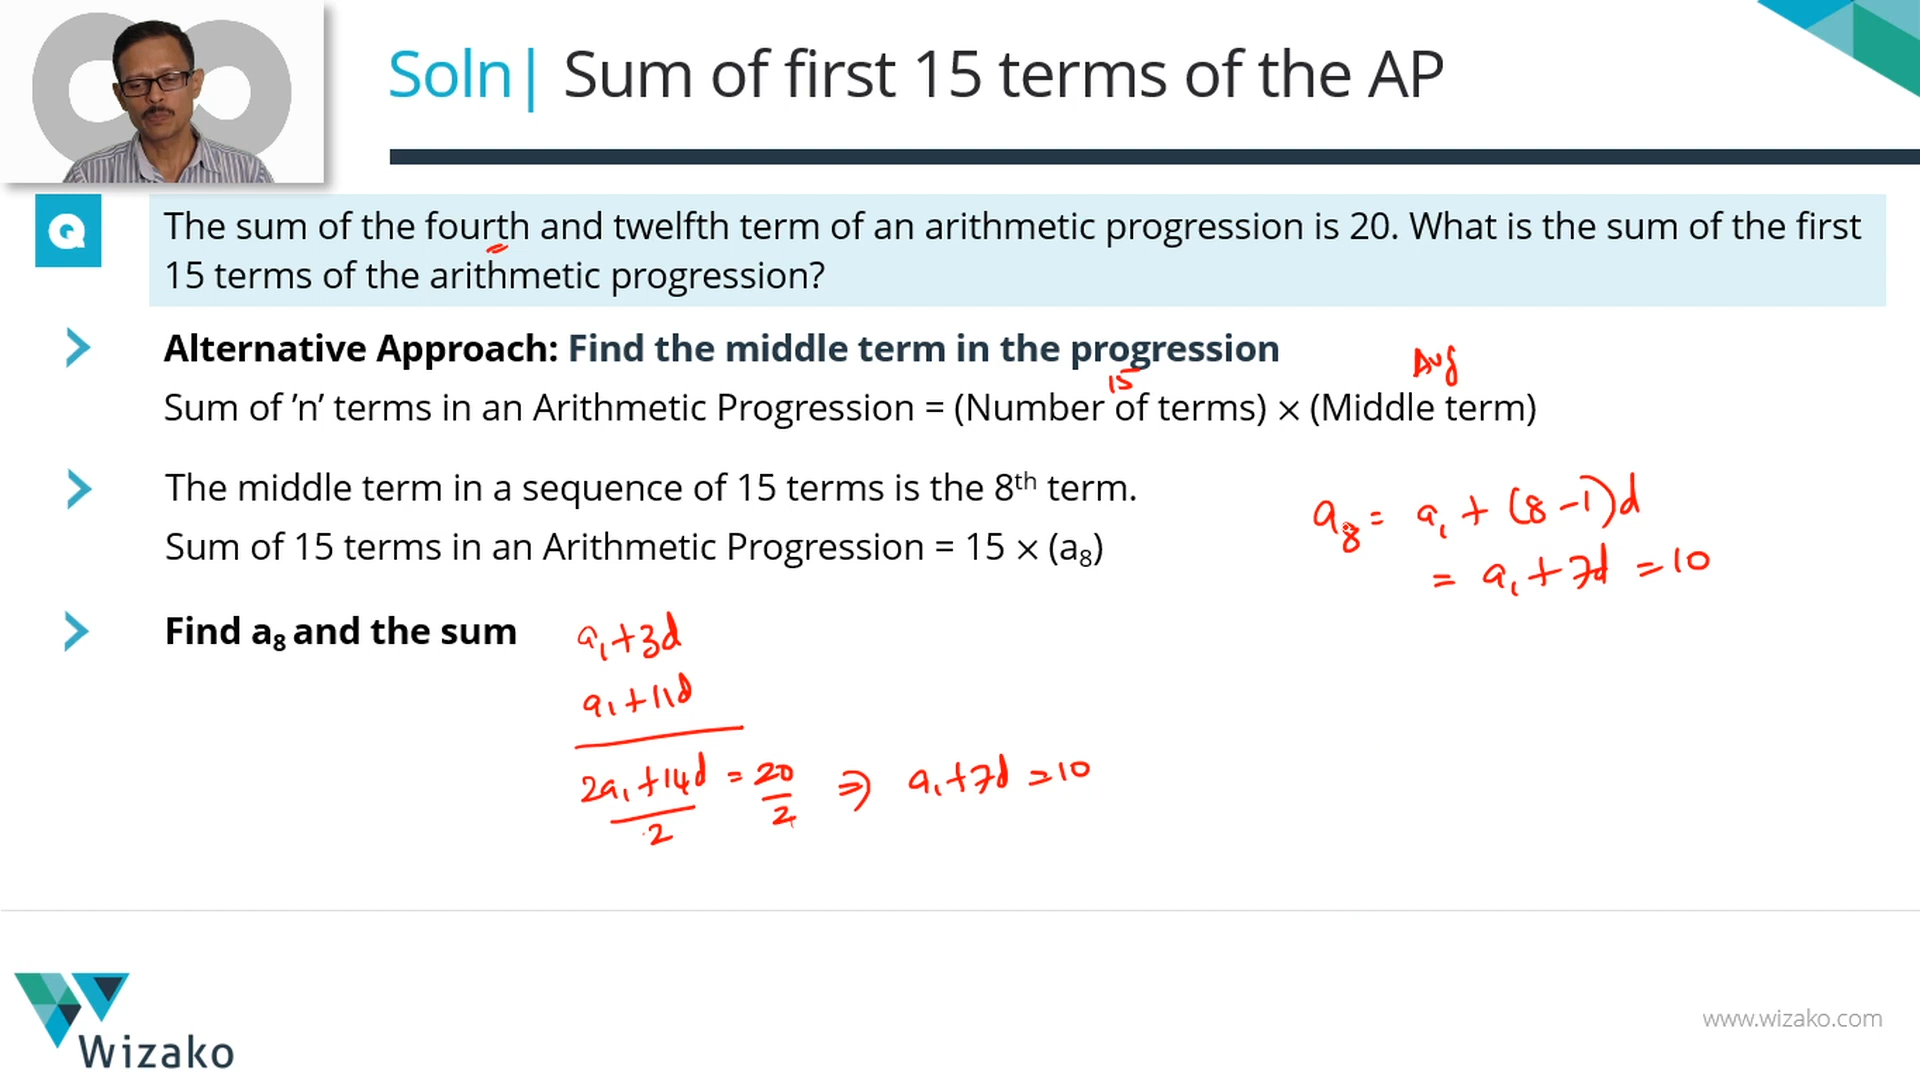 Soln| Sum of first 15 terms of the AP
Q
The sum of the fourth and twelfth term of an arithmetic progression is 20. What is the sum of the first
15 terms of the arithmetic progression?
Alternative Approach: Find the middle term in the progression
15
Avg
Sum of ’n’ terms in an Arithmetic Progression = (Number of terms) × (Middle term)
The middle term in a sequence of 15 terms is the 8th term.
Sum of 15 terms in an Arithmetic Progression = 15 × (a₈)
a₈ = a₁ + (8-1)d
= a₁ + 7d = 10
Find a₈ and the sum
a₁+3d
a₁+11d
2a₁+14d = 20 ⇒ a₁+7d = 10
2 2
Wizako
www.wizako.com